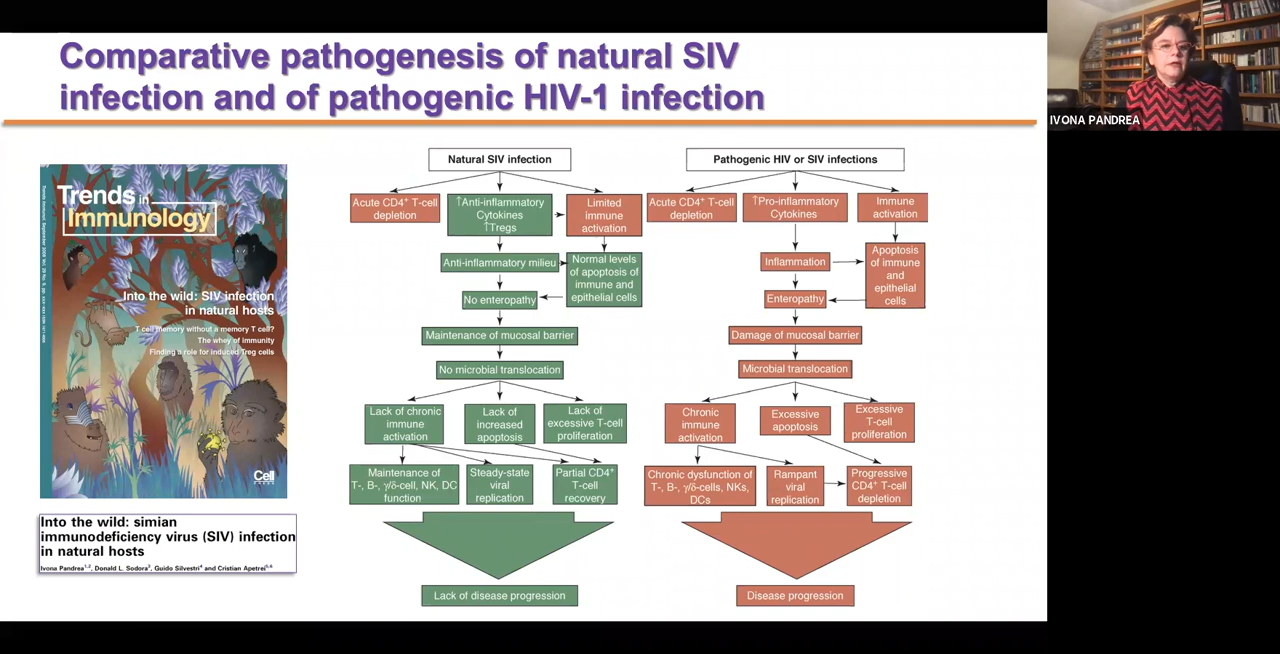 Comparative pathogenesis of natural SIV
infection and of pathogenic HIV-1 infection
IVONA PANDREA
Trends in
Immunology
Into the wild: SIV infection
in natural hosts
T cell memory without a memory T cell?
The whey of immunity
Finding a role for induced Treg cells
Cell
Into the wild: simian
immunodeficiency virus (SIV) infection
in natural hosts
Ivona Pandrea1,2, Donald L. Sodora3, Guido Silvestri4 and Cristian Apetrei
Natural SIV infection
Acute CD4+ T-cell
depletion
↑Anti-inflammatory
Cytokines
↑Tregs
Limited
immune
activation
Anti-inflammatory milieu
Normal levels
of apoptosis of
immune and
epithelial cells
No enteropathy
Maintenance of mucosal barrier
No microbial translocation
Lack of chronic
immune
activation
Lack of
increased
apoptosis
Lack of
excessive T-cell
proliferation
Maintenance of
T-, B-, γ/δ-cell, NK, DC
function
Steady-state
viral
replication
Partial CD4+
T-cell
recovery
Lack of disease progression
Pathogenic HIV or SIV infections
Acute CD4+ T-cell
depletion
↑Pro-inflammatory
Cytokines
Immune
activation
Inflammation
Apoptosis
of immune
and
epithelial
cells
Enteropathy
Damage of mucosal barrier
Microbial translocation
Chronic
immune
activation
Excessive
apoptosis
Excessive
T-cell
proliferation
Chronic dysfunction of
T-, B-, γ/δ-cells, NKs,
DCs
Rampant
viral
replication
Progressive
CD4+ T-cell
depletion
Disease progression